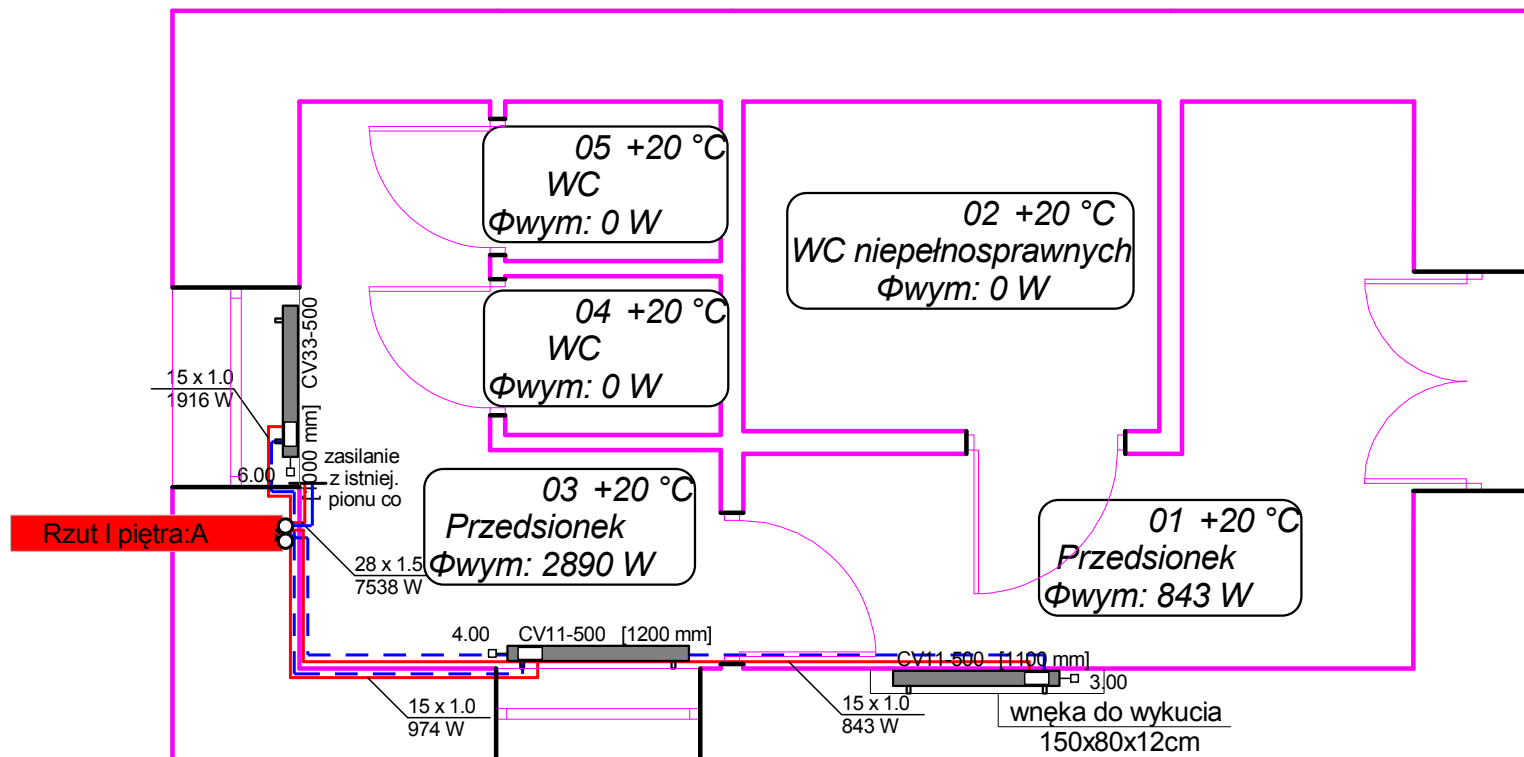 05 +20 °C
WC
Φwym: 0 W
02 +20 °C
WC niepełnosprawnych
Φwym: 0 W
04 +20 °C
WC
Φwym: 0 W
CV33-500
15 x 1.0
1916 W
6.00
zasilanie
z istniej.
pionu co
03 +20 °C
Przedsionek
Φwym: 2890 W
01 +20 °C
Przedsionek
Φwym: 843 W
Rzut I piętra:A
28 x 1.5
7538 W
4.00
CV11-500 [1200 mm]
CV11-500 [1100 mm]
3.00
15 x 1.0
974 W
15 x 1.0
843 W
wnęka do wykucia
150x80x12cm